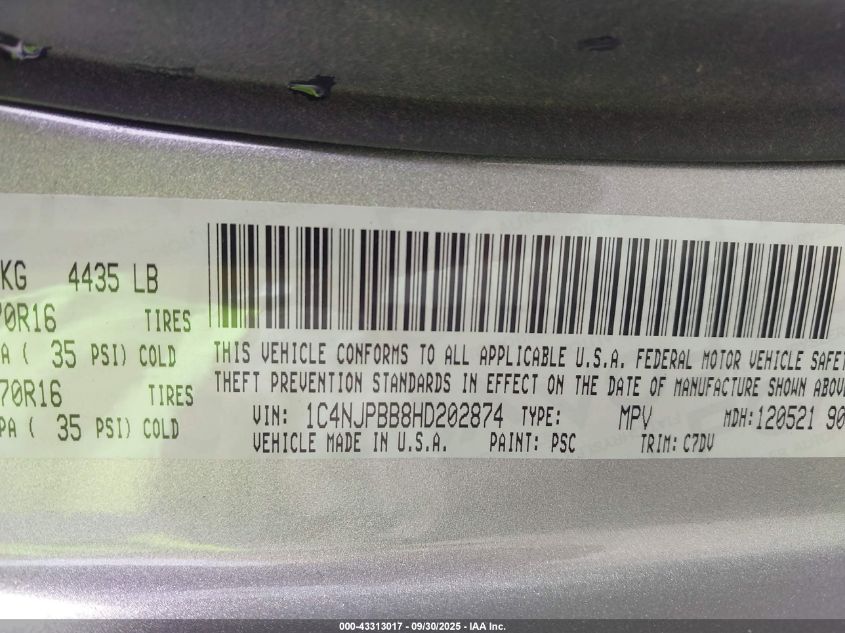 KG 4435 LB
70R16 TIRES
A ( 35 PSI) COLD
70R16 TIRES
PA ( 35 PSI) COLD
THIS VEHICLE CONFORMS TO ALL APPLICABLE U.S.A. FEDERAL MOTOR VEHICLE SAFET
THEFT PREVENTION STANDARDS IN EFFECT ON THE DATE OF MANUFACTURE SHOWN ABOVE
VIN: 1C4NJPBB8HD202874 TYPE: MPV MDH: 120521 90
VEHICLE MADE IN U.S.A. PAINT: PSC TRIM: C7DV
000-43313017 - 09/30/2025 - IAA Inc.